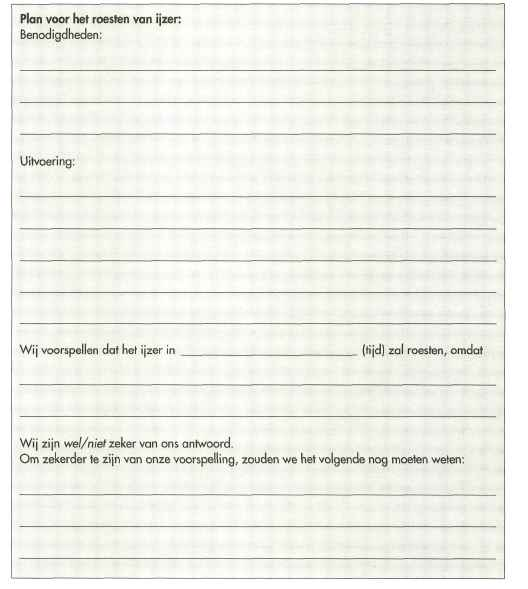 Plan voor het roesten van ijzer:
Benodigdheden:
Uitvoering:
Wij voorspellen dat het ijzer in ____________________ (tijd) zal roesten, omdat
Wij zijn wel/niet zeker van ons antwoord.
Om zekerder te zijn van onze voorspelling, zouden we het volgende nog moeten weten: